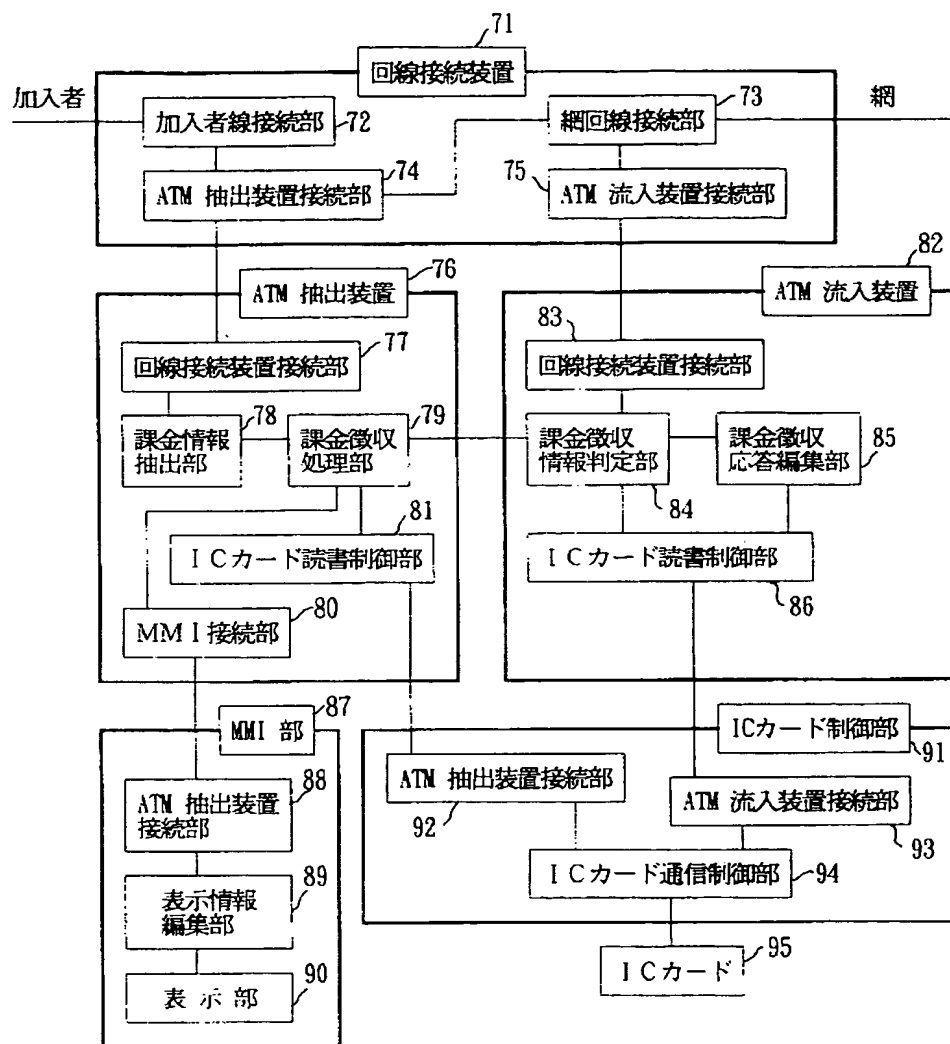 71
回線接続装置
加入者
網
加入者線接続部
72
網回線接続部
73
74
ATM 抽出装置接続部
75
ATM 流入装置接続部
76
ATM 抽出装置
82
ATM 流入装置
77
回線接続装置接続部
83
回線接続装置接続部
課金情報
抽出部
78
課金徴収
処理部
79
課金徴収
情報判定部
84
課金徴収
応答編集部
85
81
ICカード読書制御部
ICカード読書制御部
86
80
MMI接続部
87
MMI 部
ICカード制御部
91
88
ATM 抽出装置
接続部
ATM 抽出装置接続部
92
ATM 流入装置接続部
93
89
表示情報
編集部
ICカード通信制御部
94
90
表示部
ICカード
95